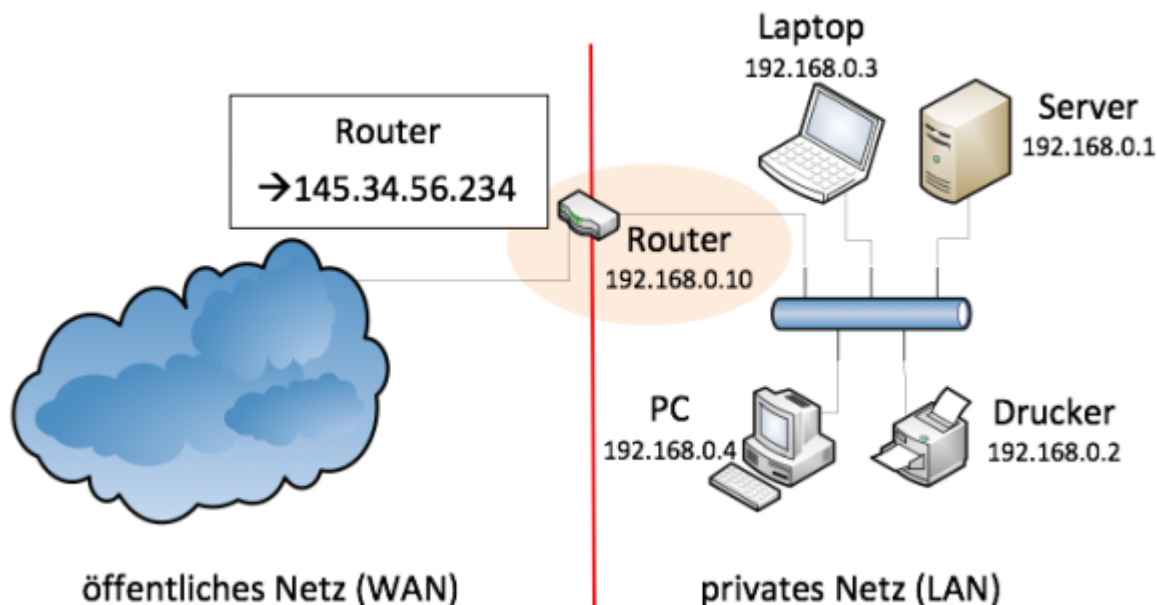 Laptop
192.168.0.3
Server
192.168.0.1
Router
→145.34.56.234
Router
192.168.0.10
PC
192.168.0.4
Drucker
192.168.0.2
öffentliches Netz (WAN)
privates Netz (LAN)